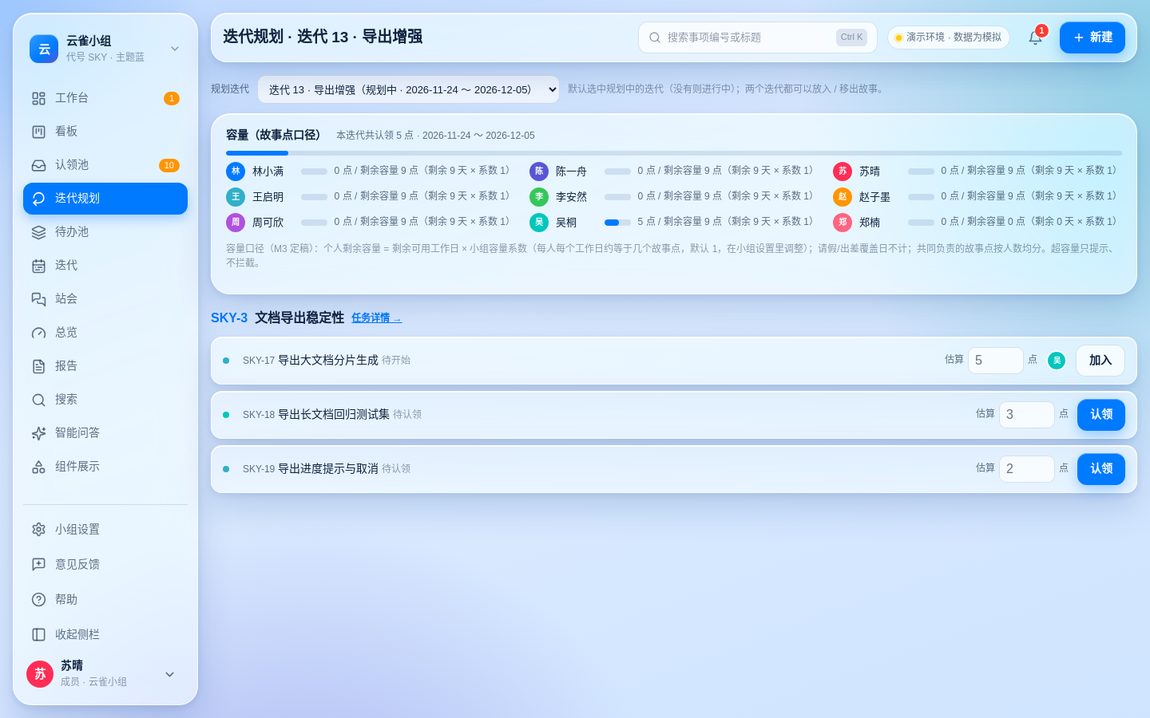 云
云雀小组
代号 SKY · 主题蓝
工作台
1
看板
认领池
10
迭代规划
待办池
迭代
站会
总览
报告
搜索
智能问答
组件展示
小组设置
意见反馈
帮助
收起侧栏
苏
苏晴
成员 · 云雀小组
迭代规划 · 迭代 13 · 导出增强
搜索事项编号或标题
Ctrl K
演示环境 · 数据为模拟
1
新建
规划迭代
迭代 13 · 导出增强（规划中 · 2026-11-24 ～ 2026-12-05）
默认选中规划中的迭代（没有则进行中）；两个迭代都可以放入 / 移出故事。
容量（故事点口径） 本迭代共认领 5 点 · 2026-11-24 ～ 2026-12-05
林 林小满 0 点 / 剩余容量 9 点（剩余 9 天 × 系数 1）
陈 陈一舟 0 点 / 剩余容量 9 点（剩余 9 天 × 系数 1）
苏 苏晴 0 点 / 剩余容量 9 点（剩余 9 天 × 系数 1）
王 王启明 0 点 / 剩余容量 9 点（剩余 9 天 × 系数 1）
李 李安然 0 点 / 剩余容量 9 点（剩余 9 天 × 系数 1）
赵 赵子墨 0 点 / 剩余容量 9 点（剩余 9 天 × 系数 1）
周 周可欣 0 点 / 剩余容量 9 点（剩余 9 天 × 系数 1）
吴 吴桐 5 点 / 剩余容量 9 点（剩余 9 天 × 系数 1）
郑 郑楠 0 点 / 剩余容量 0 点（剩余 0 天 × 系数 1）
容量口径（M3 定稿）：个人剩余容量 = 剩余可用工作日 × 小组容量系数（每人每个工作日约等于几个故事点，默认 1，在小组设置里调整）；请假/出差覆盖日不计；共同负责的故事点按人数均分。超容量只提示、
不拦截。
SKY-3 文档导出稳定性 任务详情 →
SKY-17 导出大文档分片生成 待开始
估算 5 点 吴 加入
SKY-18 导出长文档回归测试集 待认领
估算 3 点 认领
SKY-19 导出进度提示与取消 待认领
估算 2 点 认领